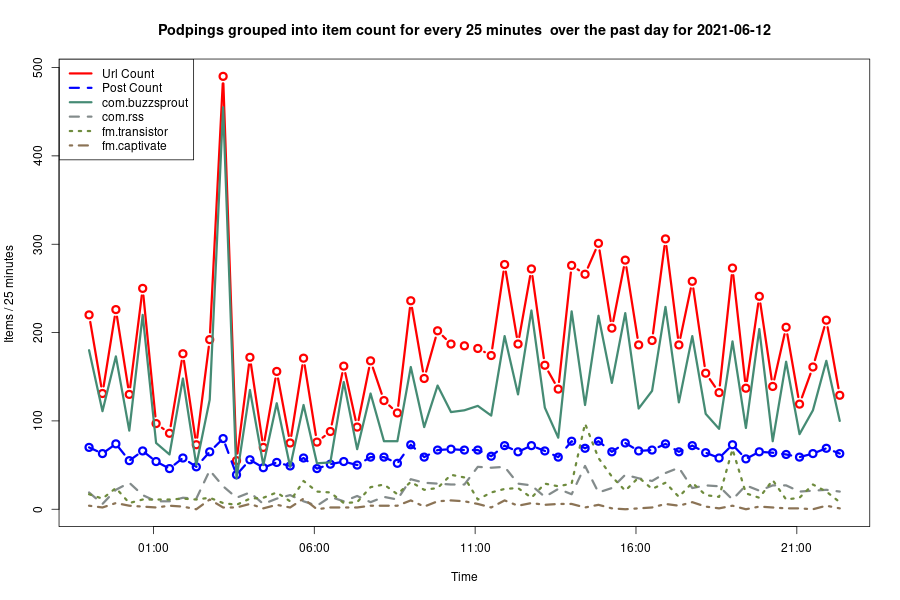 Podpings grouped into item count for every 25 minutes  over the past day for 2021-06-12
Url Count
Post Count
com.buzzsprout
com.rss
fm.transistor
fm.captivate
Items / 25 minutes
500
400
300
200
100
0
01:00 06:00 11:00 16:00 21:00
Time